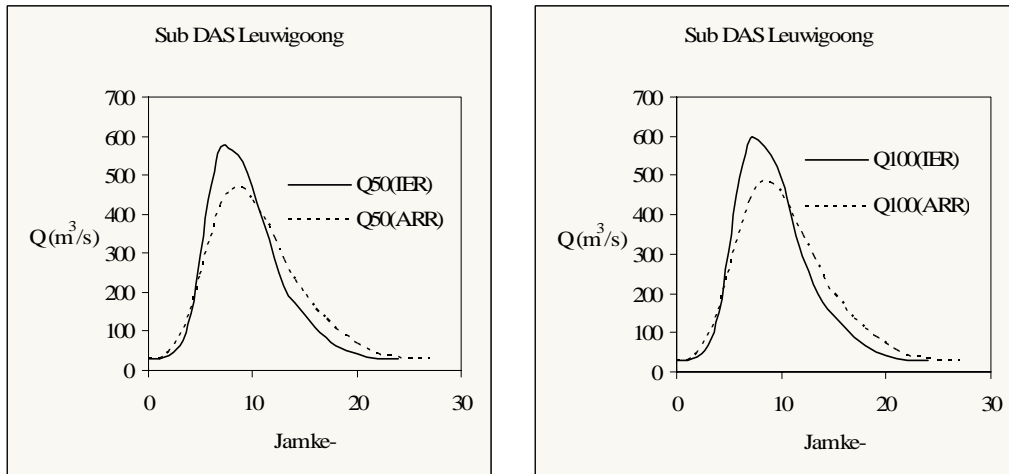 Sub DAS Leuwigoong
700
600
500
400
300
200
100
0
Q (m³/s)
Q50(IER)
Q50(ARR)
0 10 20 30
Jamke-
Sub DAS Leuwigoong
700
600
500
400
300
200
100
0
Q (m³/s)
Q100(IER)
Q100(ARR)
0 10 20 30
Jamke-